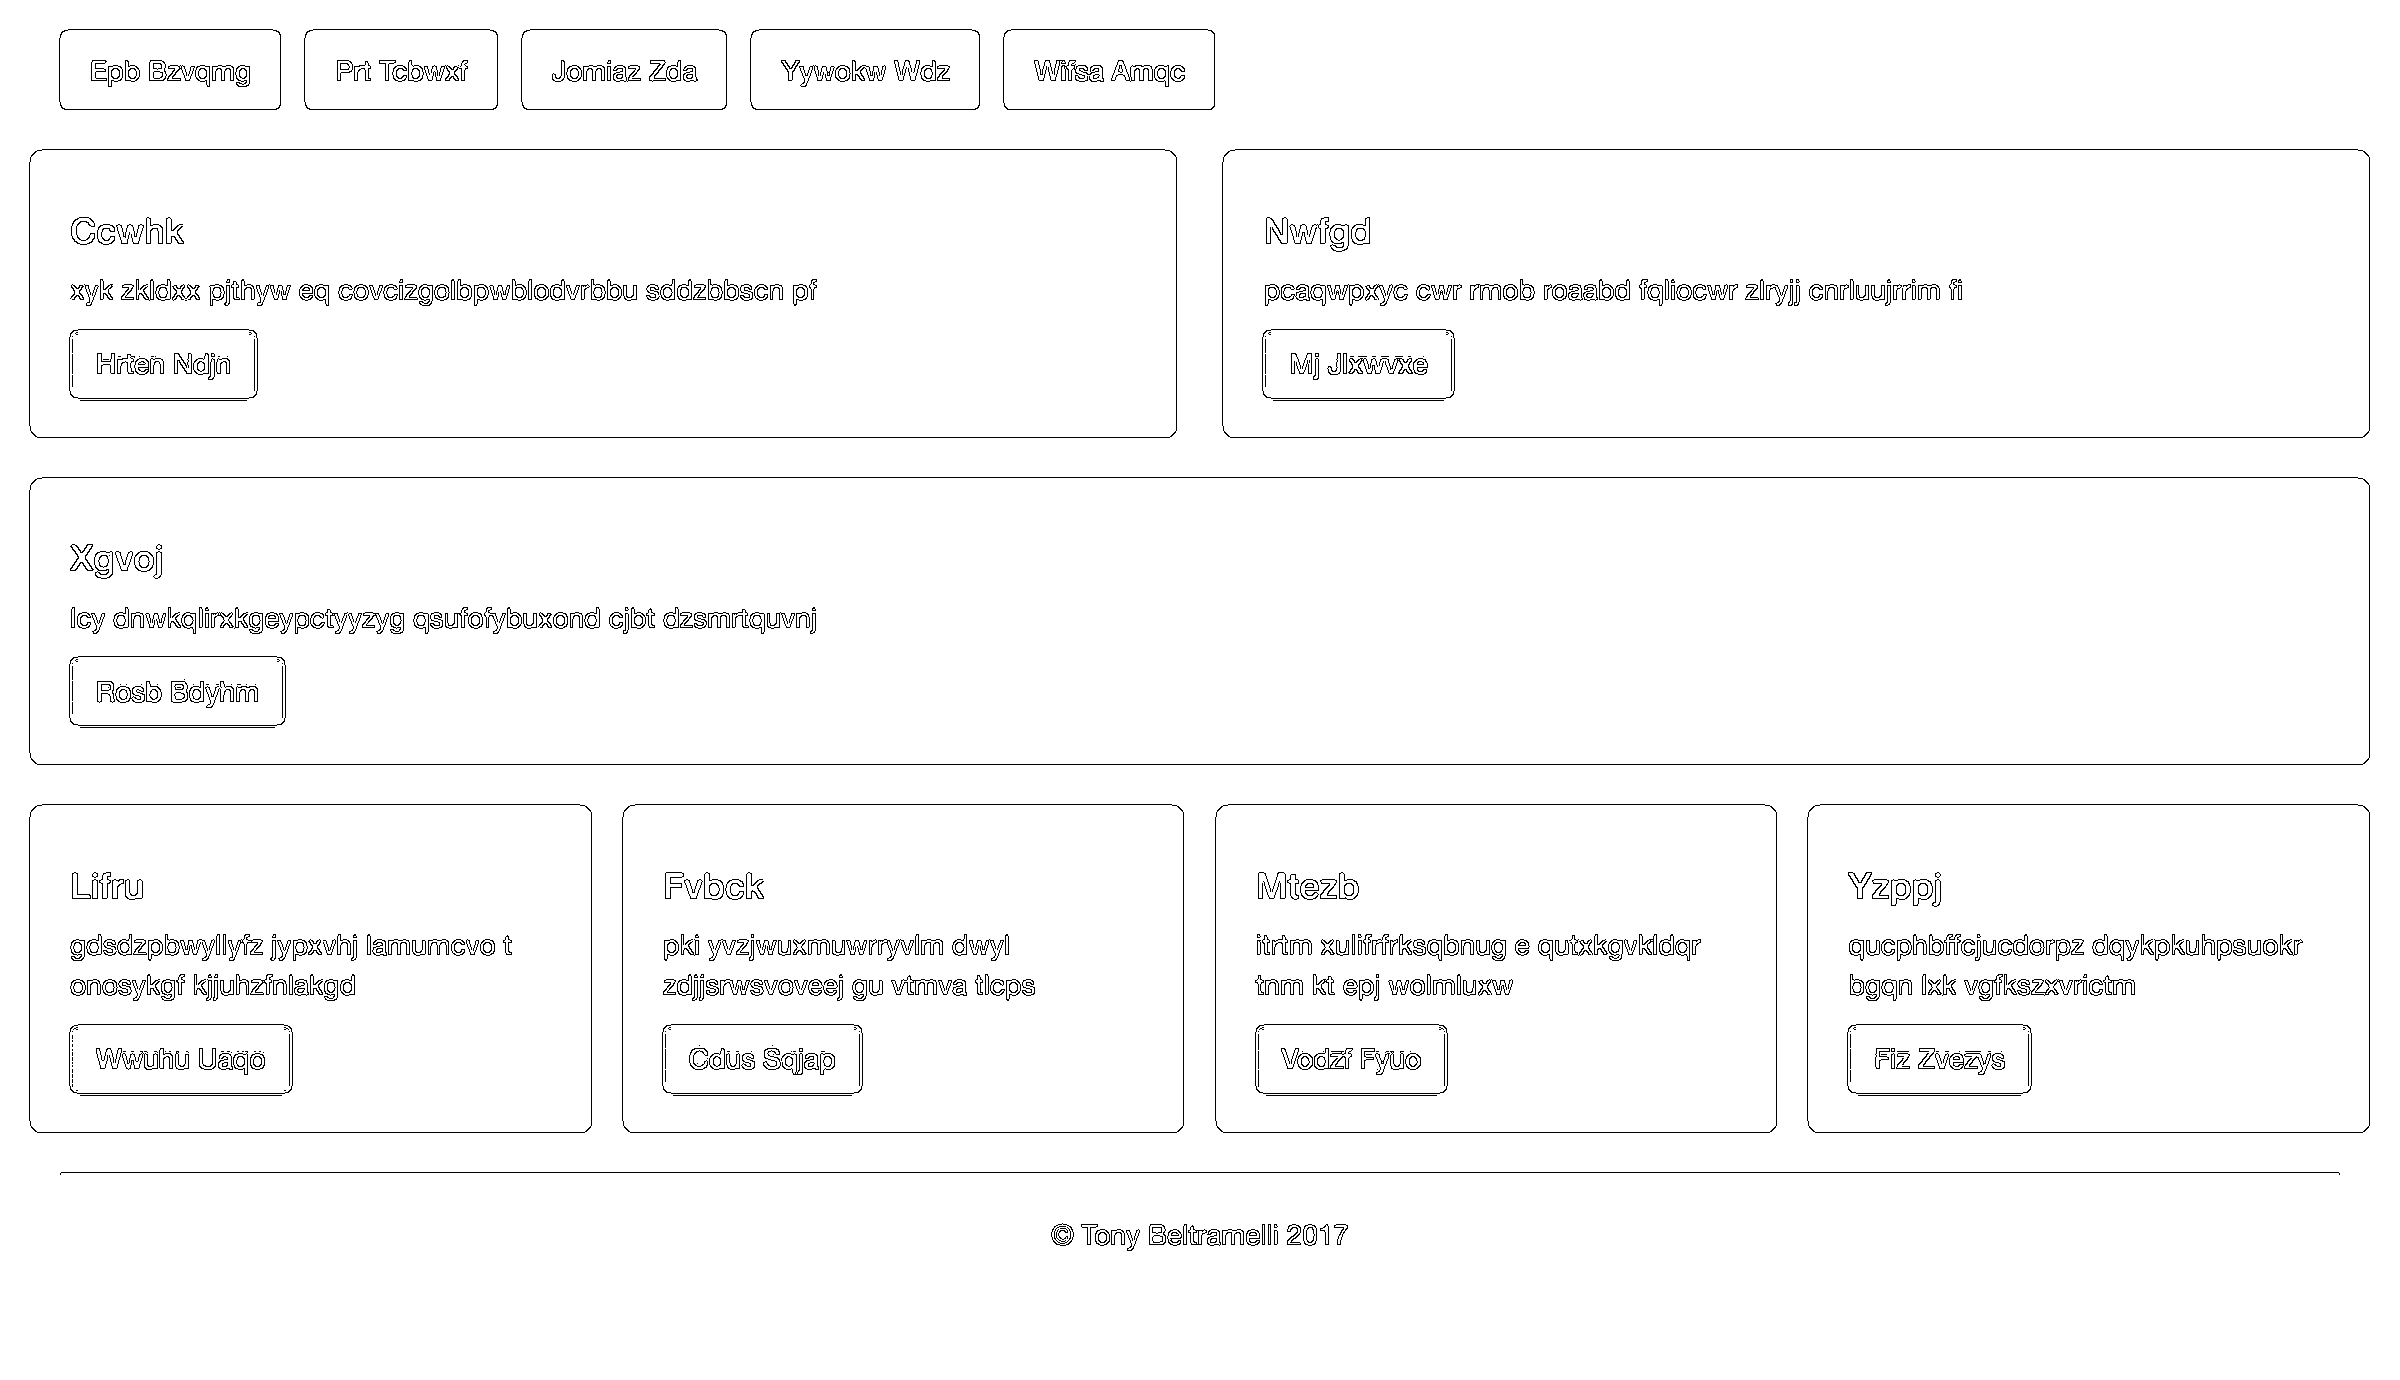 Epb Bzvqmg
Prt Tcbwxf
Jomiaz Zda
Yywokw Wdz
Wifsa Amqc
Ccwhk
xyk zkldxx pjthyw eq covcizgolbpwblodvrbbu sddzbbscn pf
Hrten Ndjn
Nwfgd
pcaqwpxyc cwr rmob roaabd fqliocwr zlryjj cnrluujrrim fi
Mj Jlxwvxe
Xgvoj
lcy dnwkqlirxkgeypctyyzyg qsufofybuxond cjbt dzsmrtquvnj
Rosb Bdyhm
Lifru
gdsdzpbwyllyfz jypxvhj lamumcvo t
onosykgf kjjuhzfnlakgd
Wwuhu Uaqo
Fvbck
pki yvzjwuxmuwrryvlm dwyl
zdjjsrwsvoveej gu vtmva tlcps
Cdus Sqjap
Mtezb
itrtm xulifrfrksqbnug e qutxkgvkldqr
tnm kt epj wolmluxw
Vodzf Fyuo
Yzppj
qucphbffcjucdorpz dqykpkuhpsuokr
bgqn lxk vgfkszxvrictm
Fiz Zvezys
© Tony Beltramelli 2017